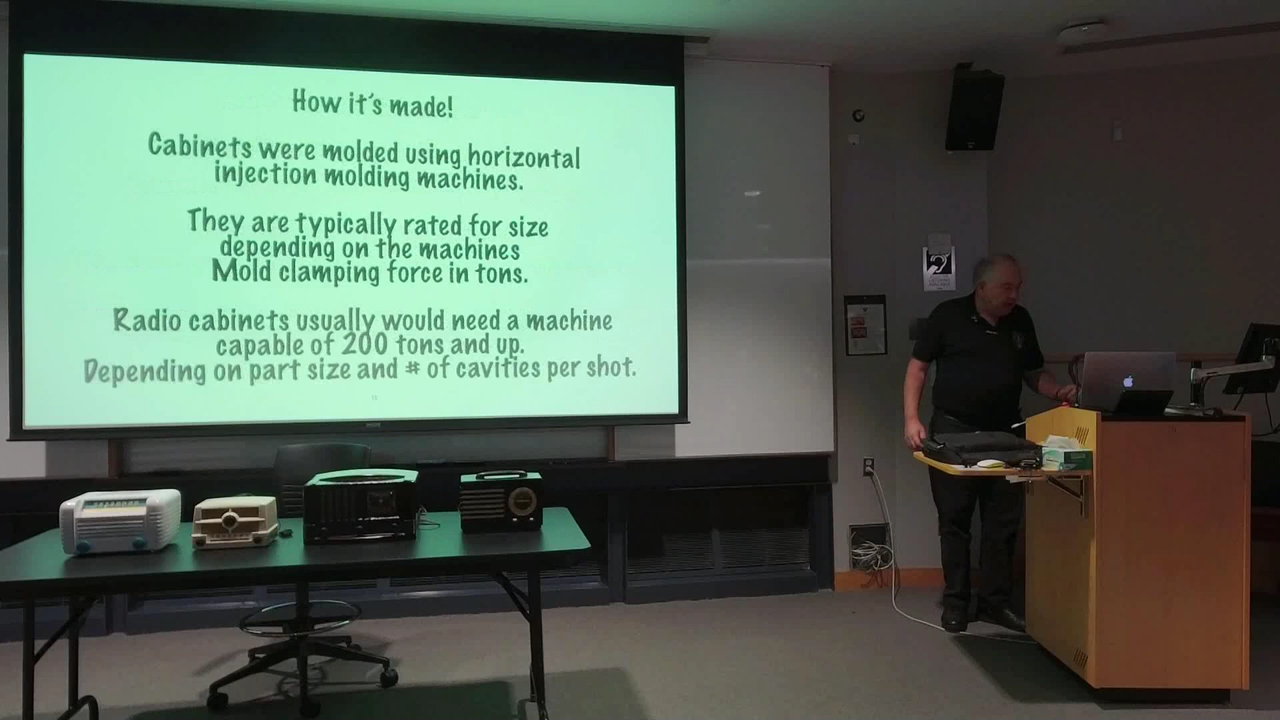 How it's made!
Cabinets were molded using horizontal
injection molding machines.
They are typically rated for size
depending on the machines
Mold clamping force in tons.
Radio cabinets usually would need a machine
capable of 200 tons and up.
Depending on part size and # of cavities per shot.